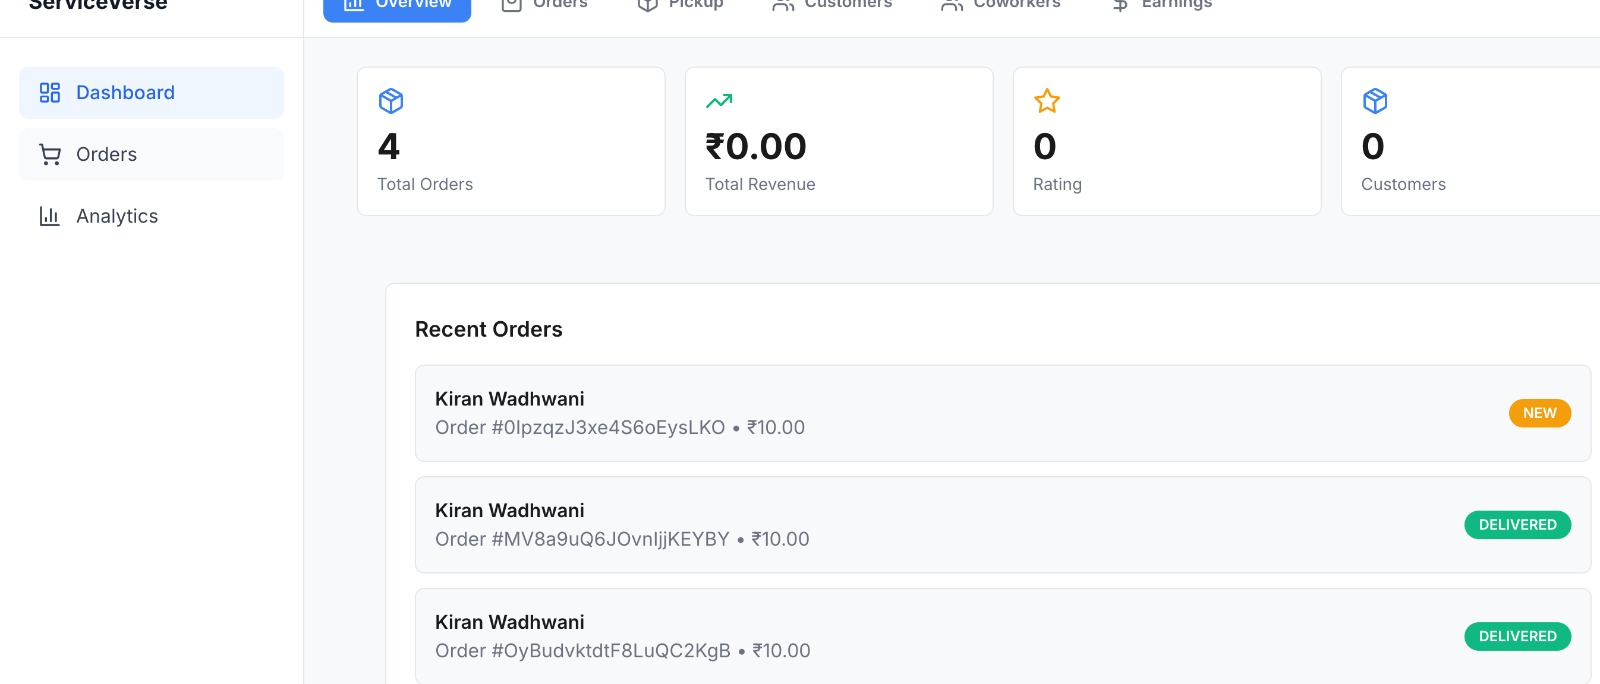 ServiceVerse
Overview
Orders
Pickup
Customers
Coworkers
Earnings
Dashboard
Orders
Analytics
4
Total Orders
₹0.00
Total Revenue
0
Rating
0
Customers
Recent Orders
Kiran Wadhwani
Order #0IpzqzJ3xe4S6oEysLKO • ₹10.00
NEW
Kiran Wadhwani
Order #MV8a9uQ6JOvnIjjKEYBY • ₹10.00
DELIVERED
Kiran Wadhwani
Order #OyBudvktdtF8LuQC2KgB • ₹10.00
DELIVERED